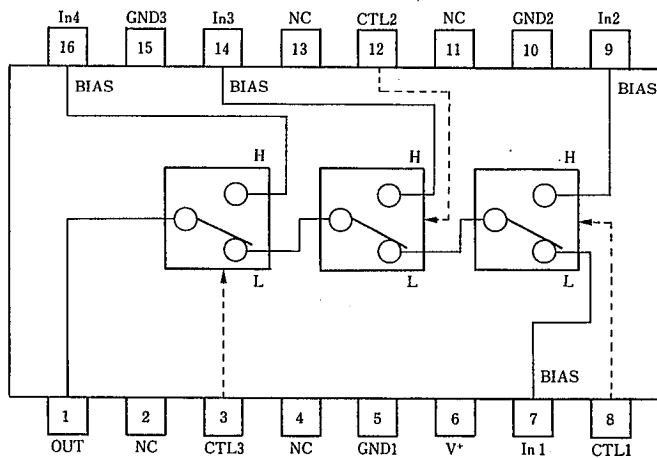 In4 GND3 In3 NC CTL2 NC GND2 In2
16 15 14 13 12 11 10 9
BIAS BIAS BIAS
H H H
L L L
BIAS
1 2 3 4 5 6 7 8
OUT NC CTL3 NC GND1 V+ In1 CTL1